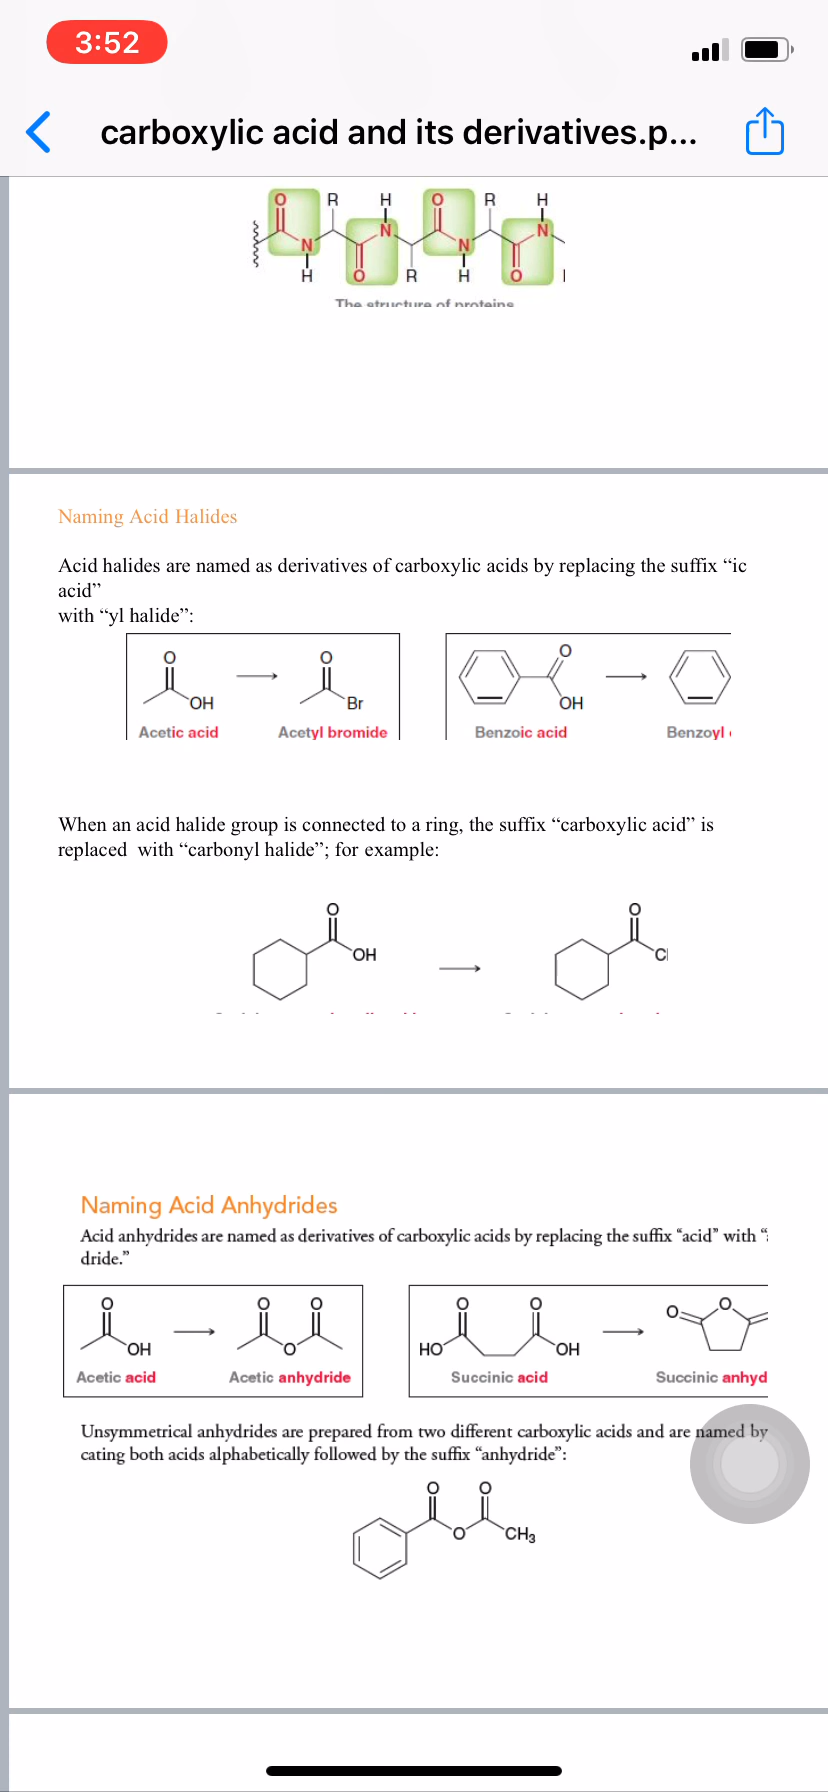 3:52
carboxylic acid and its derivatives.p...
O R H O R H
N N N N
H O R H O
The structure of proteins
Naming Acid Halides
Acid halides are named as derivatives of carboxylic acids by replacing the suffix “ic
acid”
with “yl halide”:
O O O
OH Br OH
Acetic acid Acetyl bromide Benzoic acid Benzoyl
When an acid halide group is connected to a ring, the suffix “carboxylic acid” is
replaced with “carbonyl halide”; for example:
O O
OH Cl
Naming Acid Anhydrides
Acid anhydrides are named as derivatives of carboxylic acids by replacing the suffix “acid” with “
dride.”
O O O O O O O
OH O HO OH
Acetic acid Acetic anhydride Succinic acid Succinic anhyd
Unsymmetrical anhydrides are prepared from two different carboxylic acids and are named by
cating both acids alphabetically followed by the suffix “anhydride”:
O O
O CH3